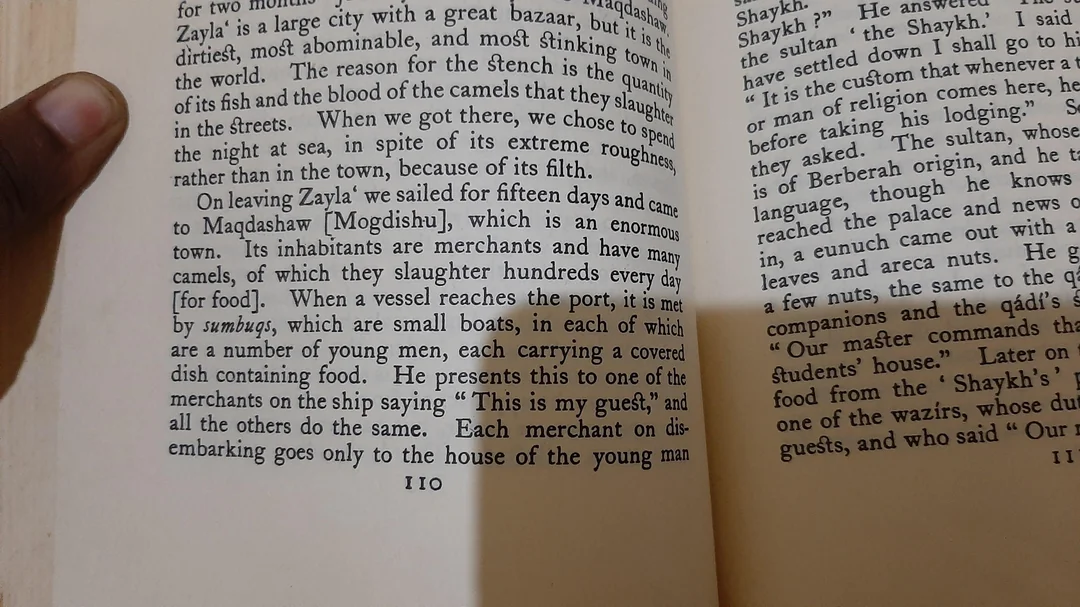 for two months
Maqdashaw.
Zayla‘ is a large city with a great bazaar, but it is the
dirtiest, most abominable, and most stinking town in
the world. The reason for the stench is the quantity
of its fish and the blood of the camels that they slaughter
in the streets. When we got there, we chose to spend
the night at sea, in spite of its extreme roughness,
rather than in the town, because of its filth.
On leaving Zayla‘ we sailed for fifteen days and came
to Maqdashaw [Mogdishu], which is an enormous
town. Its inhabitants are merchants and have many
camels, of which they slaughter hundreds every day
[for food]. When a vessel reaches the port, it is met
by sumbuqs, which are small boats, in each of which
are a number of young men, each carrying a covered
dish containing food. He presents this to one of the
merchants on the ship saying “This is my guest,” and
all the others do the same. Each merchant on dis-
embarking goes only to the house of the young man
110
Shaykh.
Shaykh ?” He answered
the sultan ‘ the Shaykh.’ I said
have settled down I shall go to
“ It is the custom that whenever a
or man of religion comes here, he
before taking his lodging.”
they asked. The sultan, whose
is of Berberah origin, and he
language, though he knows
reached the palace and news
in, a eunuch came out with a
leaves and areca nuts. He
a few nuts, the same to the
companions and the qádí’s
“ Our master commands
students’ house.” Later on
food from the ‘ Shaykh’s ’
one of the wazírs, whose
guests, and who said “ Our